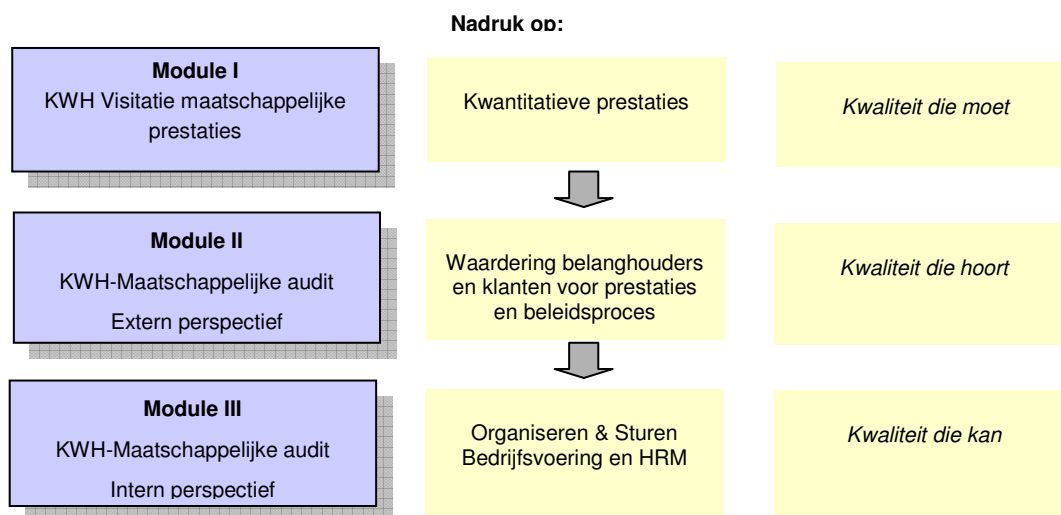 Nadruk op:
Module I
KWH Visitatie maatschappelijke
prestaties
Kwantitatieve prestaties
Kwaliteit die moet
Module II
KWH-Maatschappelijke audit
Extern perspectief
Waardering belanghouders
en klanten voor prestaties
en beleidsproces
Kwaliteit die hoort
Module III
KWH-Maatschappelijke audit
Intern perspectief
Organiseren & Sturen
Bedrijfsvoering en HRM
Kwaliteit die kan